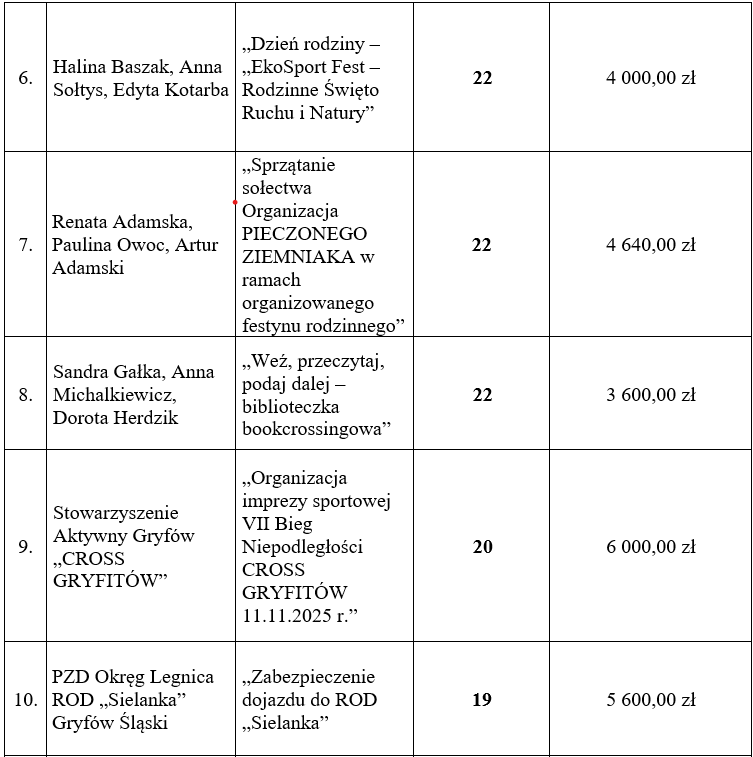 6.
Halina Baszak, Anna
Sołtys, Edyta Kotarba
„Dzień rodziny –
„EkoSport Fest –
Rodzinne Święto
Ruchu i Natury”
22
4 000,00 zł
7.
Renata Adamska,
Paulina Owoc, Artur
Adamski
„Sprzątanie
sołectwa
Organizacja
PIECZONEGO
ZIEMNIAKA w
ramach
organizowanego
festynu rodzinnego”
22
4 640,00 zł
8.
Sandra Gałka, Anna
Michalkiewicz,
Dorota Herdzik
„Weź, przeczytaj,
podaj dalej –
biblioteczka
bookcrossingowa”
22
3 600,00 zł
9.
Stowarzyszenie
Aktywny Gryfów
„CROSS
GRYFITÓW”
„Organizacja
imprezy sportowej
VII Bieg
Niepodległości
CROSS
GRYFITÓW
11.11.2025 r.”
20
6 000,00 zł
10.
PZD Okręg Legnica
ROD „Sielanka”
Gryfów Śląski
„Zabezpieczenie
dojazdu do ROD
„Sielanka”
19
5 600,00 zł